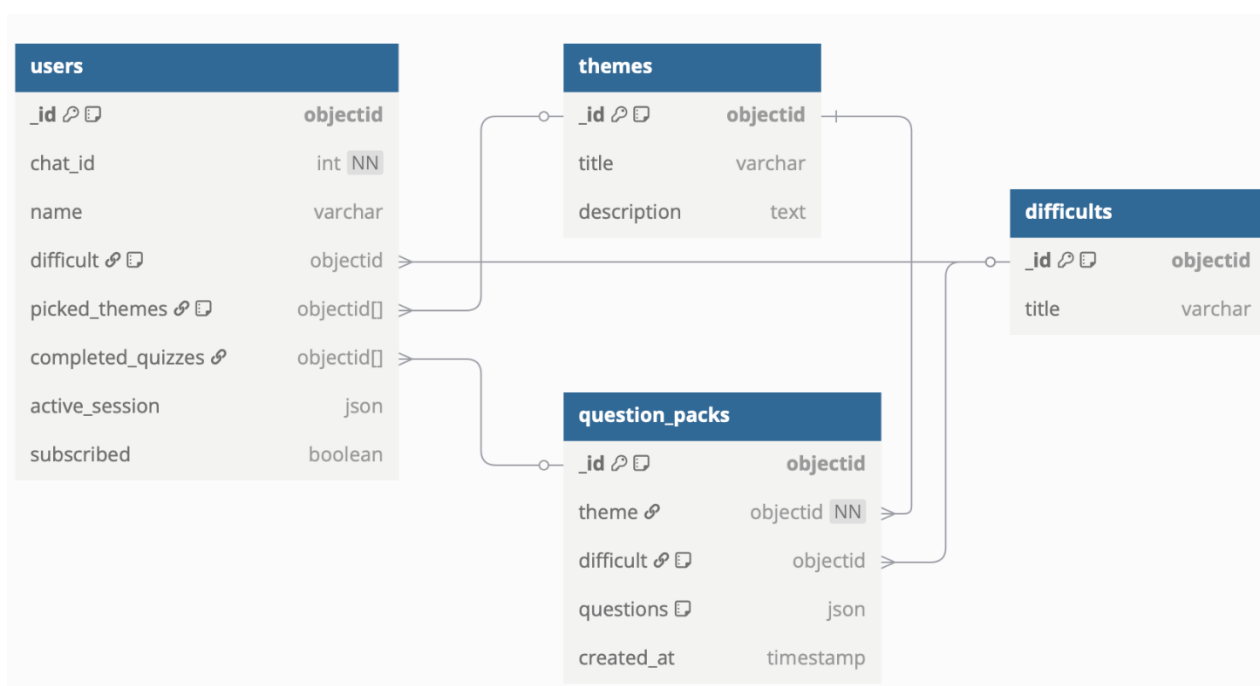 users
_id objectid
chat_id int NN
name varchar
difficult objectid
picked_themes objectid[]
completed_quizzes objectid[]
active_session json
subscribed boolean
themes
_id objectid
title varchar
description text
difficults
_id objectid
title varchar
question_packs
_id objectid
theme objectid NN
difficult objectid
questions json
created_at timestamp